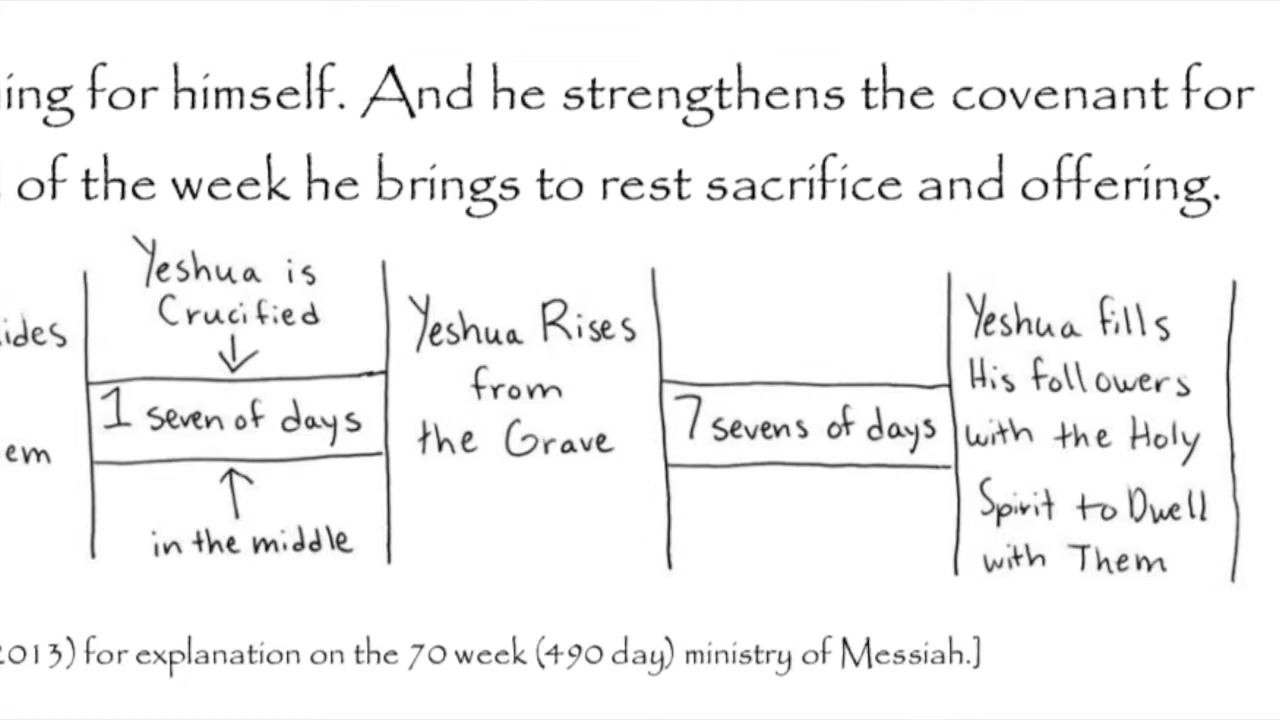 ing for himself. And he strengthens the covenant for
of the week he brings to rest sacrifice and offering.
ides
em
Yeshua is
Crucified
1 seven of days
in the middle
Yeshua Rises
from
the Grave
7 sevens of days
Yeshua fills
His followers
with the Holy
Spirit to Dwell
with Them
2013) for explanation on the 70 week (490 day) ministry of Messiah.]